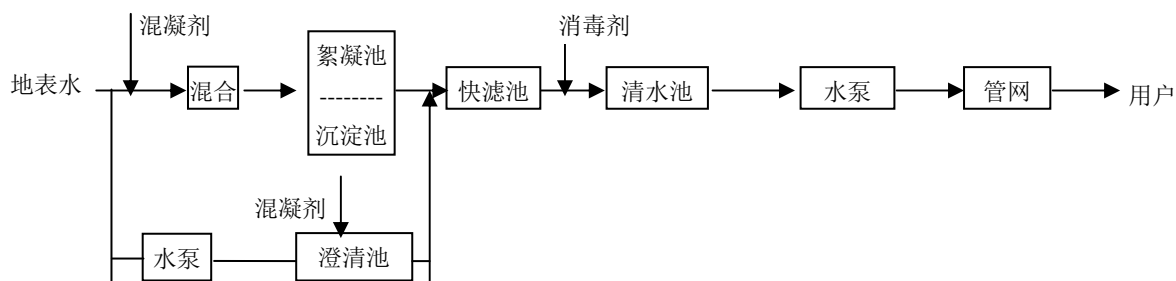 混凝剂
消毒剂
地表水
混合
絮凝池
--------
沉淀池
快滤池
清水池
水泵
管网
用户
混凝剂
水泵
澄清池